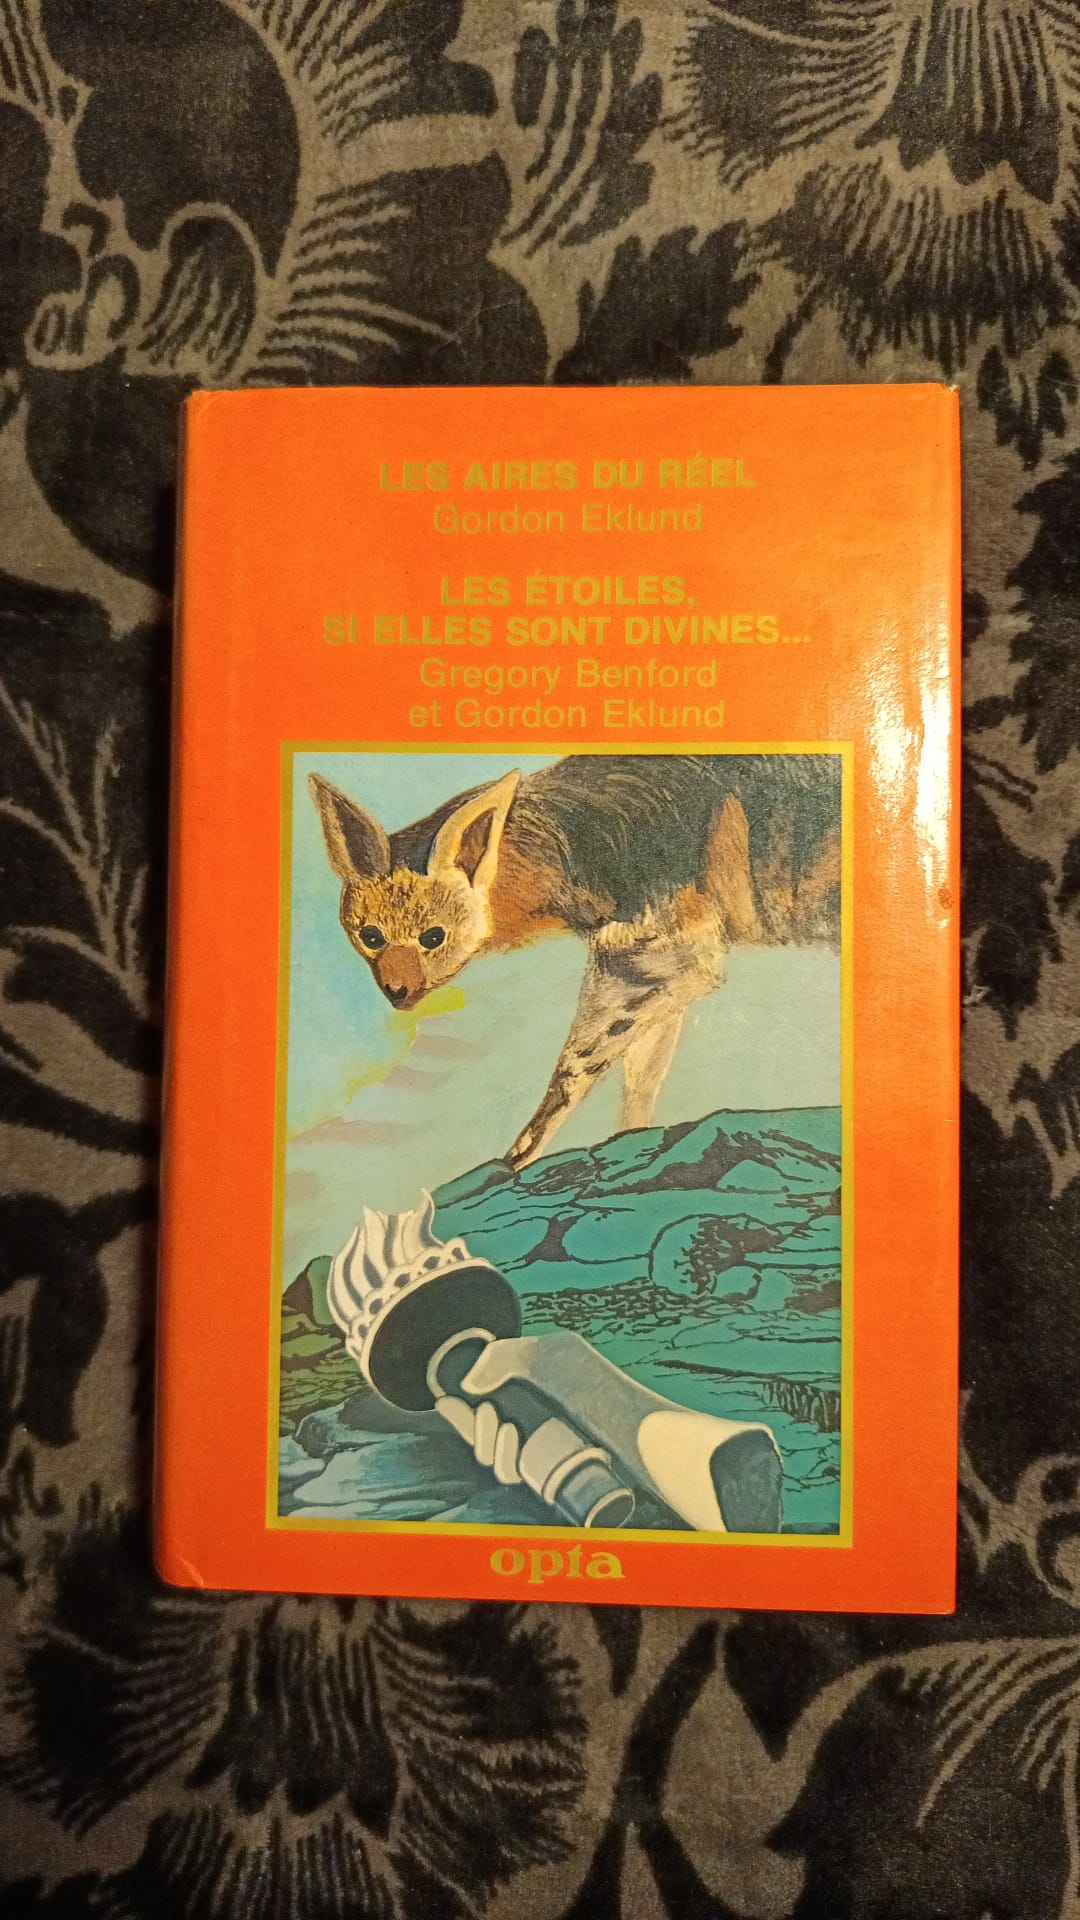 LES AIRES DU RÉEL
Gordon Eklund
LES ÉTOILES,
SI ELLES SONT DIVINES...
Gregory Benford
et Gordon Eklund
opta